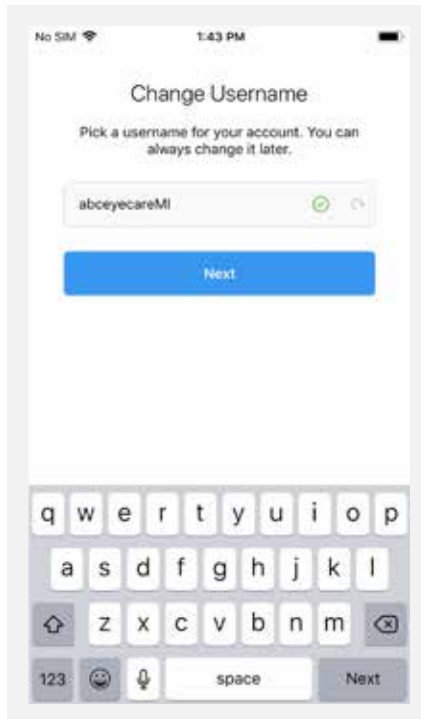 No SIM 1:43 PM
Change Username
Pick a username for your account. You can
always change it later.
abceyecareMI
Next
q w e r t y u i o p
a s d f g h j k l
z x c v b n m
123 space Next